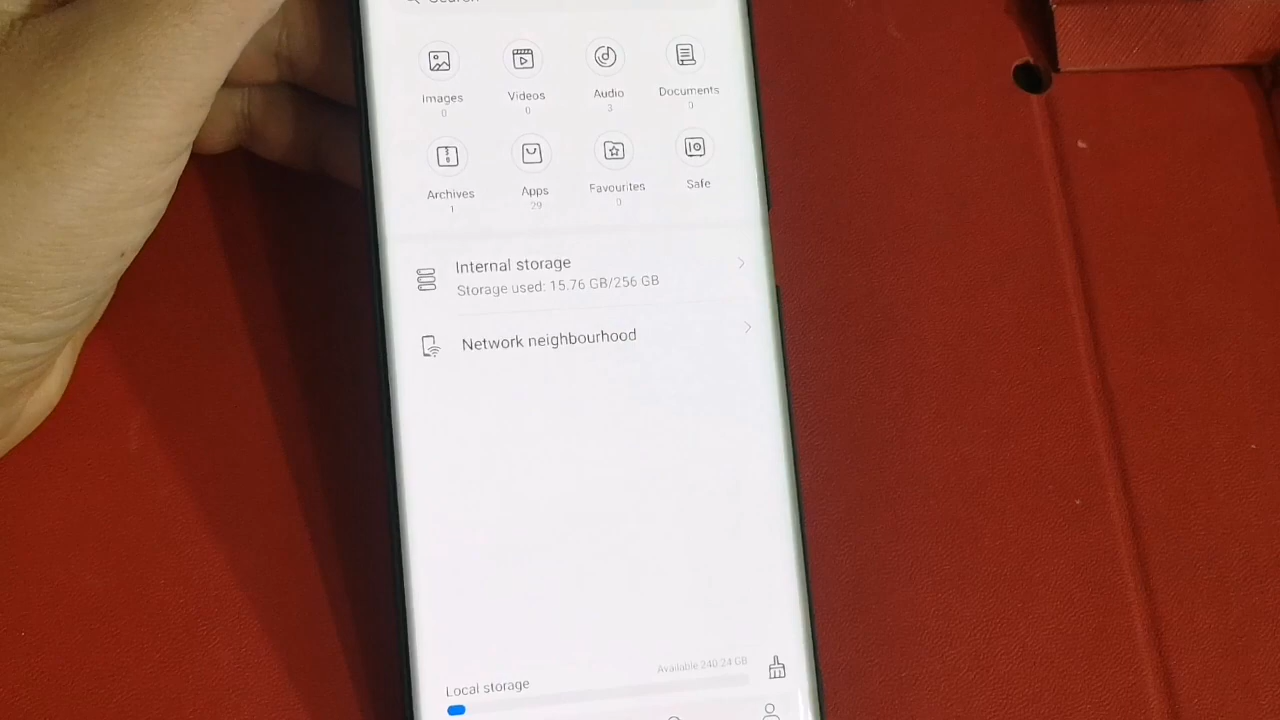 Search
Images
0
Videos
0
Audio
3
Documents
0
Archives
1
Apps
29
Favourites
0
Safe
Internal storage
Storage used: 15.76 GB/256 GB
Network neighbourhood
Available 240.24 GB
Local storage